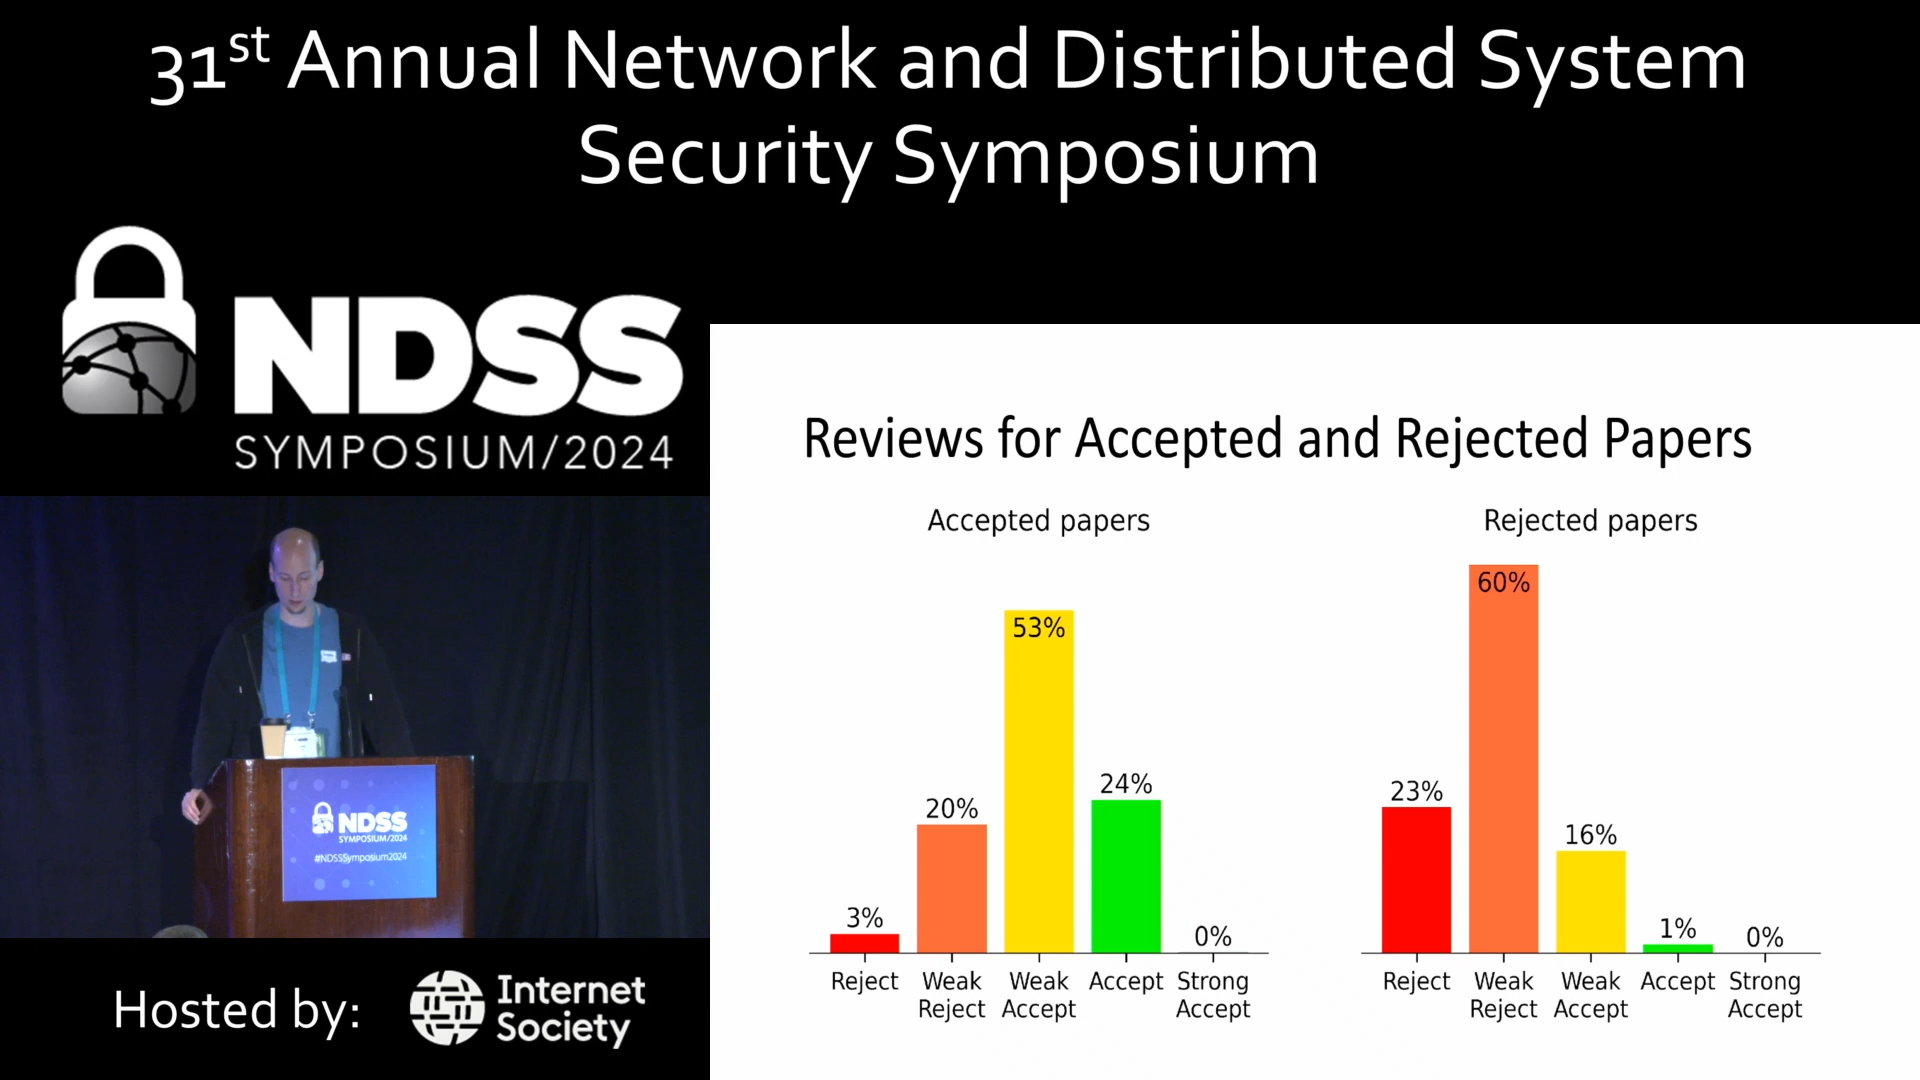 31st Annual Network and Distributed System
Security Symposium
NDSS
SYMPOSIUM/2024
Reviews for Accepted and Rejected Papers
Accepted papers
3%
20%
53%
24%
0%
Reject
Weak Reject
Weak Accept
Accept
Strong Accept
Rejected papers
23%
60%
16%
1%
0%
Reject
Weak Reject
Weak Accept
Accept
Strong Accept
NDSS
SYMPOSIUM/2024
#NDSSSymposium2024
Hosted by:
Internet
Society